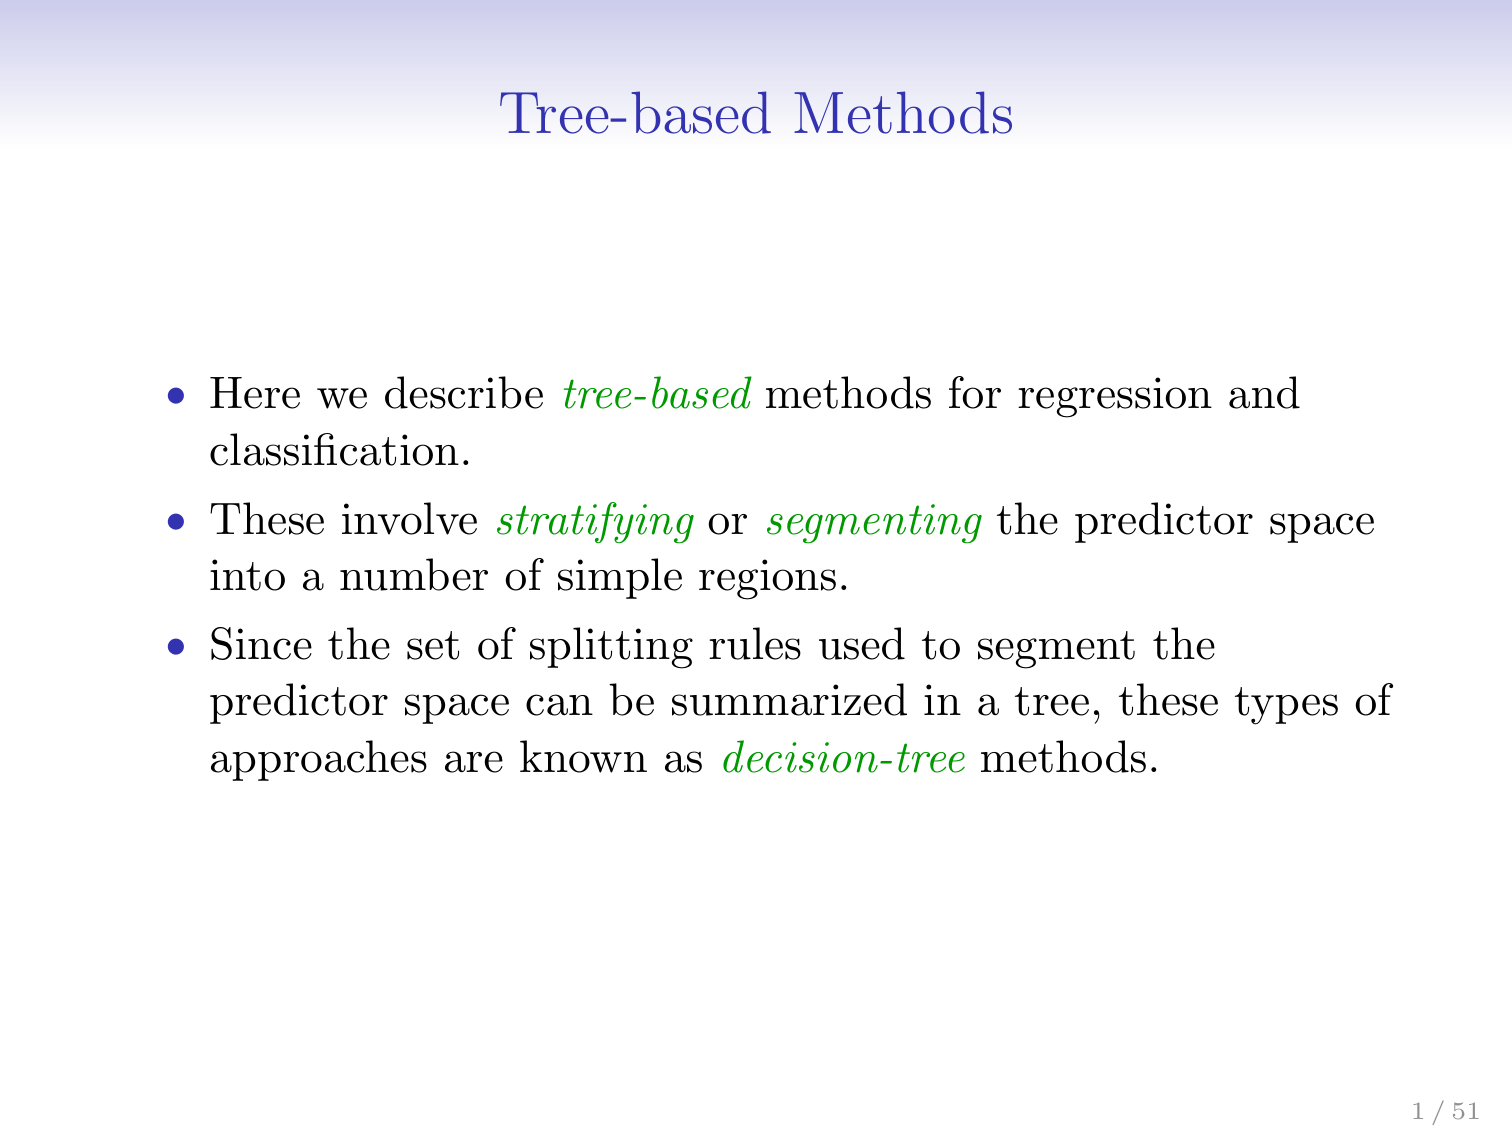 Tree-based Methods
• Here we describe tree-based methods for regression and
classification.
• These involve stratifying or segmenting the predictor space
into a number of simple regions.
• Since the set of splitting rules used to segment the
predictor space can be summarized in a tree, these types of
approaches are known as decision-tree methods.
1 / 51